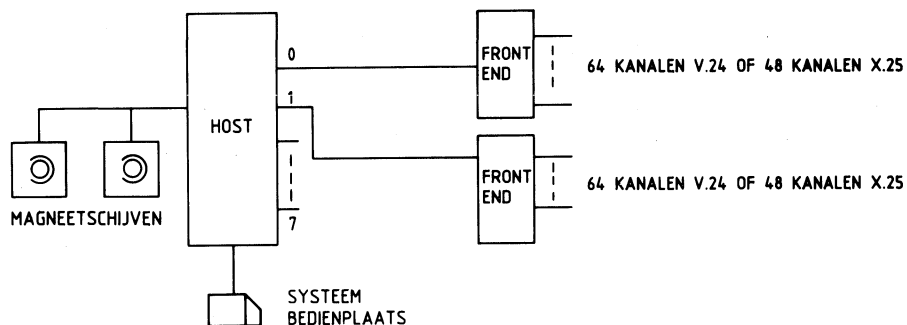 0
FRONT
END
64 KANALEN V.24 OF 48 KANALEN X.25
1
HOST
FRONT
END
64 KANALEN V.24 OF 48 KANALEN X.25
MAGNEETSCHIJVEN
7
SYSTEEM
BEDIENPLAATS